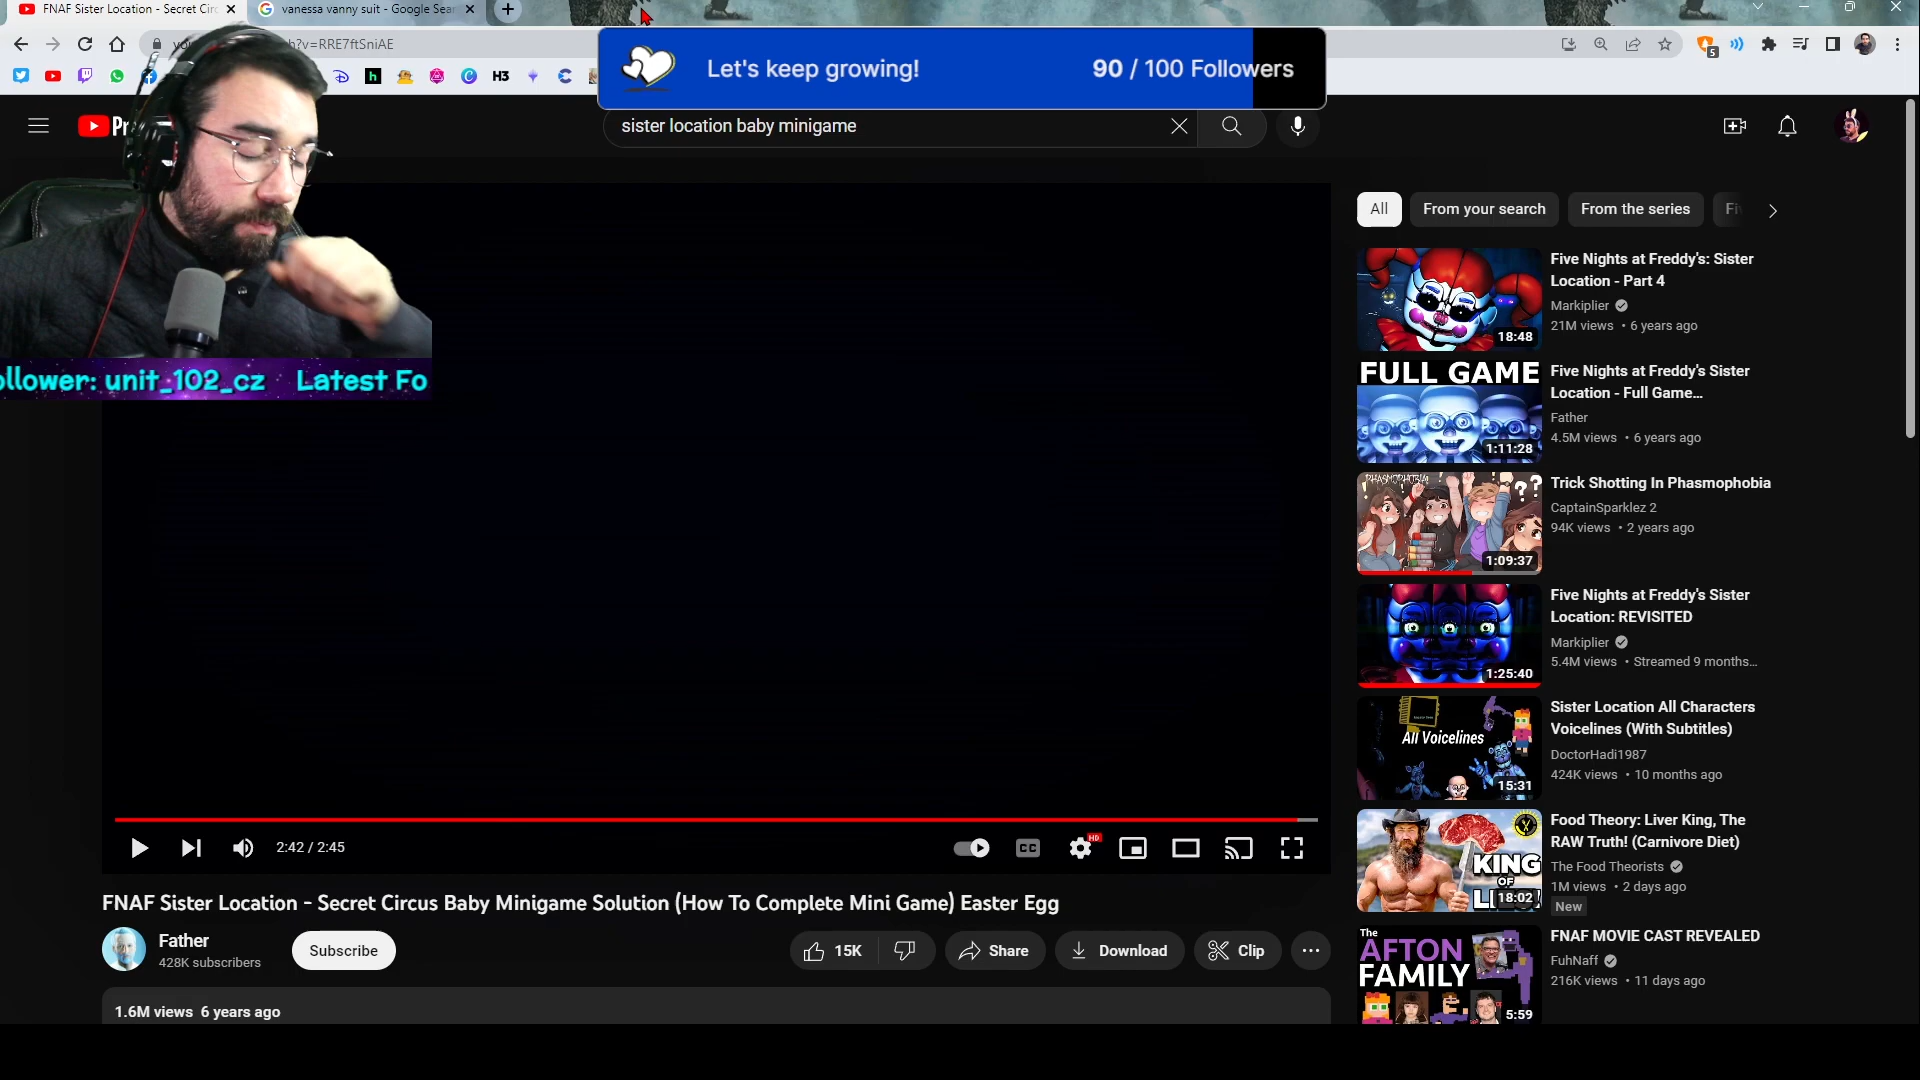 FNAF Sister Location - Secret Circ
vanessa vanny suit - Google Sear
h?v=RRE7ftSniAE
5
H3
Let's keep growing!
90 / 100 Followers
sister location baby minigame
ollower: unit_102_cz Latest Fo
All
From your search
From the series
18:48
Five Nights at Freddy's: Sister
Location - Part 4
Markiplier
21M views • 6 years ago
FULL GAME
1:11:28
Five Nights at Freddy's Sister
Location - Full Game...
Father
4.5M views • 6 years ago
PHASMOPHOBIA!
1:09:37
Trick Shotting In Phasmophobia
CaptainSparklez 2
94K views • 2 years ago
1:25:40
Five Nights at Freddy's Sister
Location: REVISITED
Markiplier
5.4M views • Streamed 9 months...
All Voicelines
15:31
Sister Location All Characters
Voicelines (With Subtitles)
DoctorHadi1987
424K views • 10 months ago
KING
OF
18:02
Food Theory: Liver King, The
RAW Truth! (Carnivore Diet)
The Food Theorists
1M views • 2 days ago
New
The
AFTON
FAMILY
5:59
FNAF MOVIE CAST REVEALED
FuhNaff
216K views • 11 days ago
2:42 / 2:45
CC
HD
FNAF Sister Location - Secret Circus Baby Minigame Solution (How To Complete Mini Game) Easter Egg
Father
428K subscribers
Subscribe
15K
Share
Download
Clip
1.6M views 6 years ago